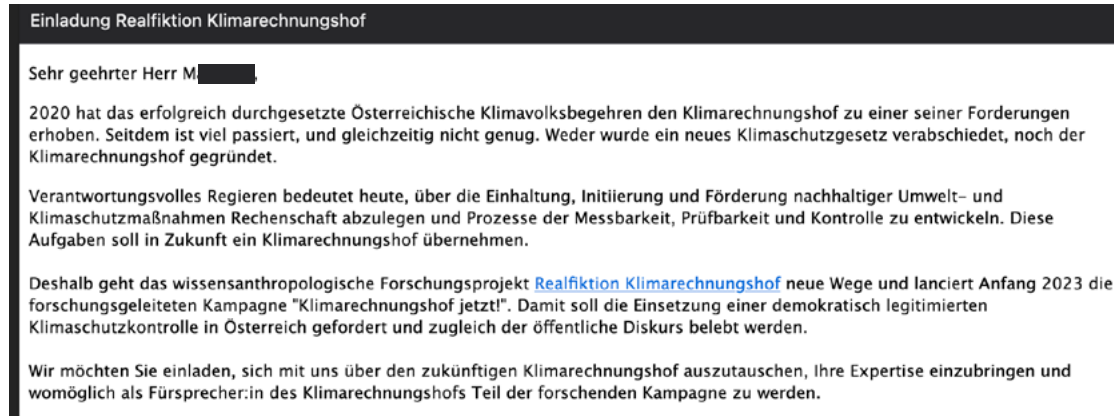 Einladung Realfiktion Klimarechnungshof
Sehr geehrter Herr M
2020 hat das erfolgreich durchgesetzte Österreichische Klimavolksbegehren den Klimarechnungshof zu einer seiner Forderungen
erhoben. Seitdem ist viel passiert, und gleichzeitig nicht genug. Weder wurde ein neues Klimaschutzgesetz verabschiedet, noch der
Klimarechnungshof gegründet.
Verantwortungsvolles Regieren bedeutet heute, über die Einhaltung, Initiierung und Förderung nachhaltiger Umwelt- und
Klimaschutzmaßnahmen Rechenschaft abzulegen und Prozesse der Messbarkeit, Prüfbarkeit und Kontrolle zu entwickeln. Diese
Aufgaben soll in Zukunft ein Klimarechnungshof übernehmen.
Deshalb geht das wissensanthropologische Forschungsprojekt Realfiktion Klimarechnungshof neue Wege und lanciert Anfang 2023 die
forschungsgeleiteten Kampagne "Klimarechnungshof jetzt!". Damit soll die Einsetzung einer demokratisch legitimierten
Klimaschutzkontrolle in Österreich gefordert und zugleich der öffentliche Diskurs belebt werden.
Wir möchten Sie einladen, sich mit uns über den zukünftigen Klimarechnungshof auszutauschen, Ihre Expertise einzubringen und
womöglich als Fürsprecher:in des Klimarechnungshofs Teil der forschenden Kampagne zu werden.